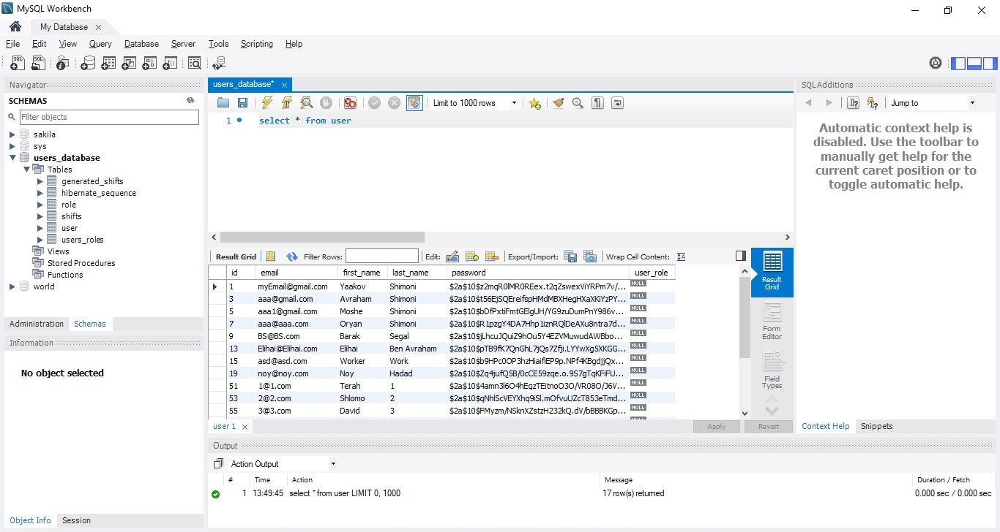 MySQL Workbench
My Database
File Edit View Query Database Server Tools Scripting Help
Navigator
SCHEMAS
Filter objects
sakila
sys
users_database
Tables
generated_shifts
hibernate_sequence
role
shifts
user
users_roles
Views
Stored Procedures
Functions
world
Administration Schemas
Information
No object selected
Object Info Session
users_database*
Limit to 1000 rows
1 select * from user
Result Grid Filter Rows: Edit: Export/Import: Wrap Cell Content:
id email first_name last_name password user_role
1 myEmail@gmail.com Yaakov Shimoni $2a$10$z2mqR0lMR0REex.t2qZswexViYRPm7v/... NULL
3 aaa@gmail.com Avraham Shimoni $2a$10$t56EjSQEreifspHMdMBXHegHXaXKiYzPY... NULL
5 aaa1@gmail.com Moshe Shimoni $2a$10$bDfPxtiFmtGElgUH/YG9zuDumPnY986v... NULL
7 aaa@aaa.com Oryan Shimoni $2a$10$R1pzgY4DA7Hhp1iznRQlDeAXu8ntra7d... NULL
9 BS@BS.com Barak Segal $2a$10$jLhcuJQuiZ9hOu5Y4EZVMuwudAWBbo... NULL
13 Elihai@Elihai.com Elihai Ben Avraham $2a$10$pTB9fK7QnGhL7jQs7Zfji.LYYwXg5XKGG... NULL
15 asd@asd.com Worker Work $2a$10$b9HPc0OP3hzHiaifiEP9p.NPf4KBgdjjQx... NULL
19 noy@noy.com Noy Hadad $2a$10$Zq4jufQ5B/0cCE59zqe.o.9S7gTqKFiFU... NULL
51 1@1.com Terah 1 $2a$10$4amn3l6O4hEqzTEitnoO3O/VR08O/J6V... NULL
53 2@2.com Shlomo 2 $2a$10$qNhlScVEYXhq9iSl.mOfvuUZcT853eTmd... NULL
55 3@3.com David 3 $2a$10$FMyzm/NSknXZstzH232kQ.dV/bBBBKGp... NULL
Result
Grid
Form
Editor
Field
Types
user 1 Apply Revert
SQLAdditions
Jump to
Automatic context help is
disabled. Use the toolbar to
manually get help for the
current caret position or to
toggle automatic help.
Context Help Snippets
Output
Action Output
# Time Action Message Duration / Fetch
1 13:49:45 select * from user LIMIT 0, 1000 17 row(s) returned 0.000 sec / 0.000 sec